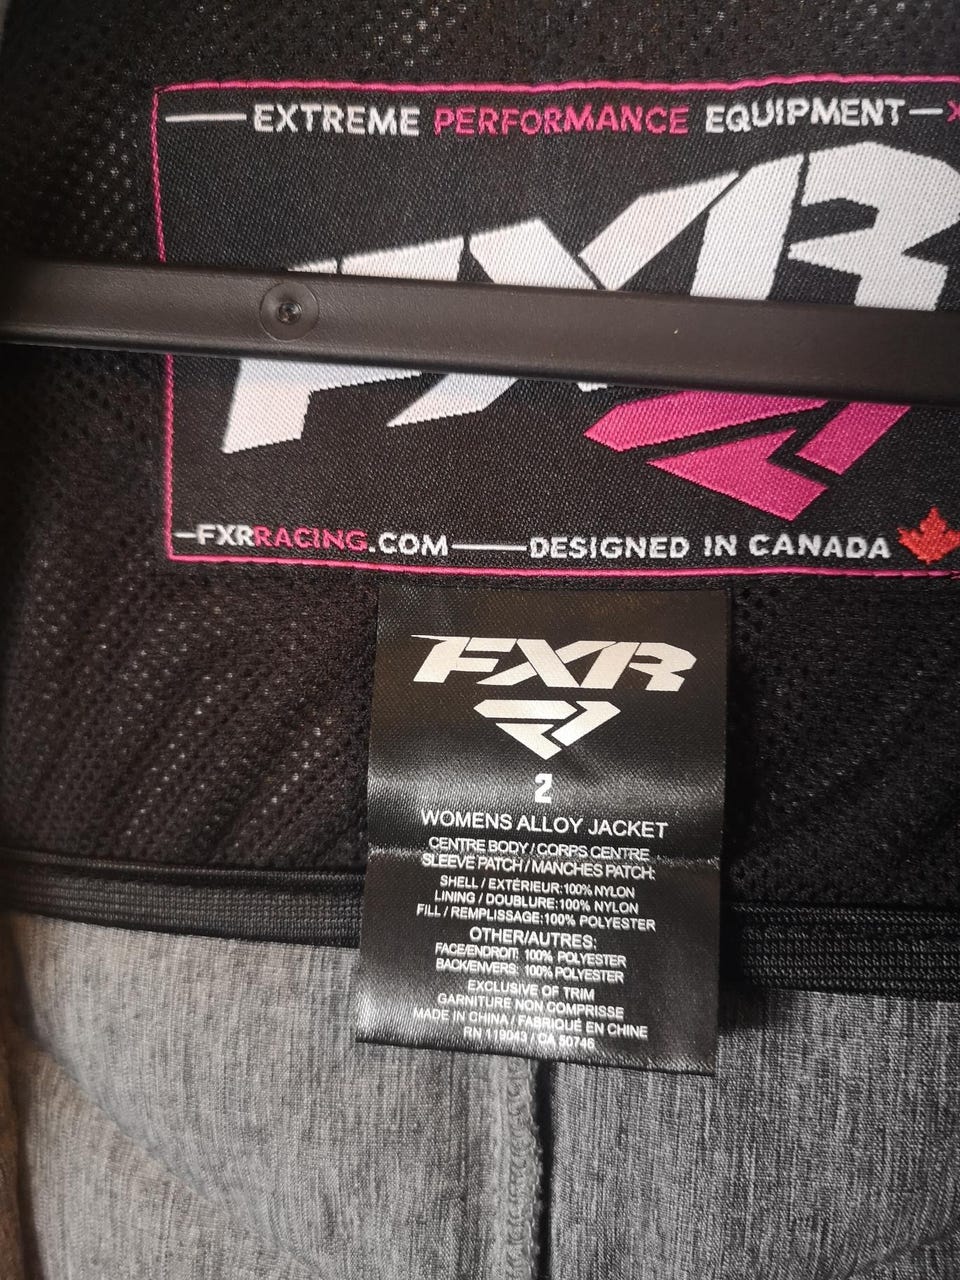 EXTREME PERFORMANCE EQUIPMENT
FXR
FXRRACING.COM
DESIGNED IN CANADA
FXR
2
WOMENS ALLOY JACKET
CENTRE BODY / CORPS CENTRE
SLEEVE PATCH / MANCHES PATCH:
SHELL / EXTÉRIEUR:100% NYLON
LINING / DOUBLURE:100% NYLON
FILL / REMPLISSAGE:100% POLYESTER
OTHER/AUTRES:
FACE/ENDROIT: 100% POLYESTER
BACK/ENVERS: 100% POLYESTER
EXCLUSIVE OF TRIM
GARNITURE NON COMPRISSE
MADE IN CHINA / FABRIQUÉ EN CHINE
RN 119043 / CA 50746